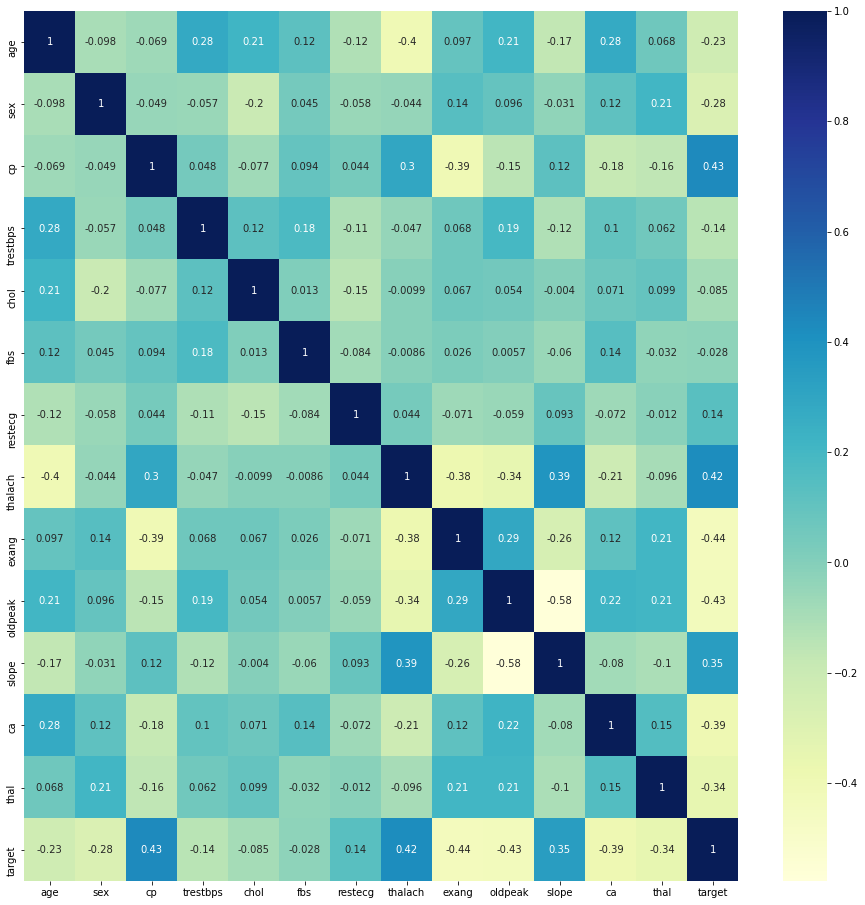 age 1 -0.098 -0.069 0.28 0.21 0.12 -0.12 -0.4 0.097 0.21 -0.17 0.28 0.068 -0.23
sex -0.098 1 -0.049 -0.057 -0.2 0.045 -0.058 -0.044 0.14 0.096 -0.031 0.12 0.21 -0.28
cp -0.069 -0.049 1 0.048 -0.077 0.094 0.044 0.3 -0.39 -0.15 0.12 -0.18 -0.16 0.43
trestbps 0.28 -0.057 0.048 1 0.12 0.18 -0.11 -0.047 0.068 0.19 -0.12 0.1 0.062 -0.14
chol 0.21 -0.2 -0.077 0.12 1 0.013 -0.15 -0.0099 0.067 0.054 -0.004 0.071 0.099 -0.085
fbs 0.12 0.045 0.094 0.18 0.013 1 -0.084 -0.0086 0.026 0.0057 -0.06 0.14 -0.032 -0.028
restecg -0.12 -0.058 0.044 -0.11 -0.15 -0.084 1 0.044 -0.071 -0.059 0.093 -0.072 -0.012 0.14
thalach -0.4 -0.044 0.3 -0.047 -0.0099 -0.0086 0.044 1 -0.38 -0.34 0.39 -0.21 -0.096 0.42
exang 0.097 0.14 -0.39 0.068 0.067 0.026 -0.071 -0.38 1 0.29 -0.26 0.12 0.21 -0.44
oldpeak 0.21 0.096 -0.15 0.19 0.054 0.0057 -0.059 -0.34 0.29 1 -0.58 0.22 0.21 -0.43
slope -0.17 -0.031 0.12 -0.12 -0.004 -0.06 0.093 0.39 -0.26 -0.58 1 -0.08 -0.1 0.35
ca 0.28 0.12 -0.18 0.1 0.071 0.14 -0.072 -0.21 0.12 0.22 -0.08 1 0.15 -0.39
thal 0.068 0.21 -0.16 0.062 0.099 -0.032 -0.012 -0.096 0.21 0.21 -0.1 0.15 1 -0.34
target -0.23 -0.28 0.43 -0.14 -0.085 -0.028 0.14 0.42 -0.44 -0.43 0.35 -0.39 -0.34 1
age sex cp trestbps chol fbs restecg thalach exang oldpeak slope ca thal target
1.0
0.8
0.6
0.4
0.2
0.0
−0.2
−0.4